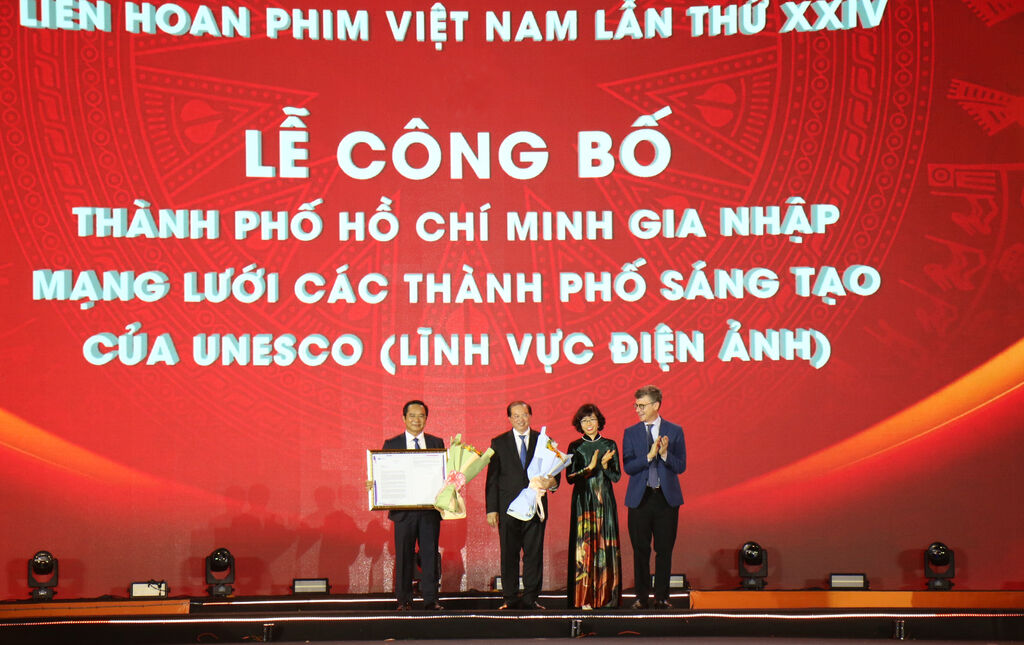 LIÊN HOAN PHIM VIỆT NAM LẦN THỨ XXIV
LỄ CÔNG BỐ
THÀNH PHỐ HỒ CHÍ MINH GIA NHẬP
MẠNG LƯỚI CÁC THÀNH PHỐ SÁNG TẠO
CỦA UNESCO (LĨNH VỰC ĐIỆN ẢNH)